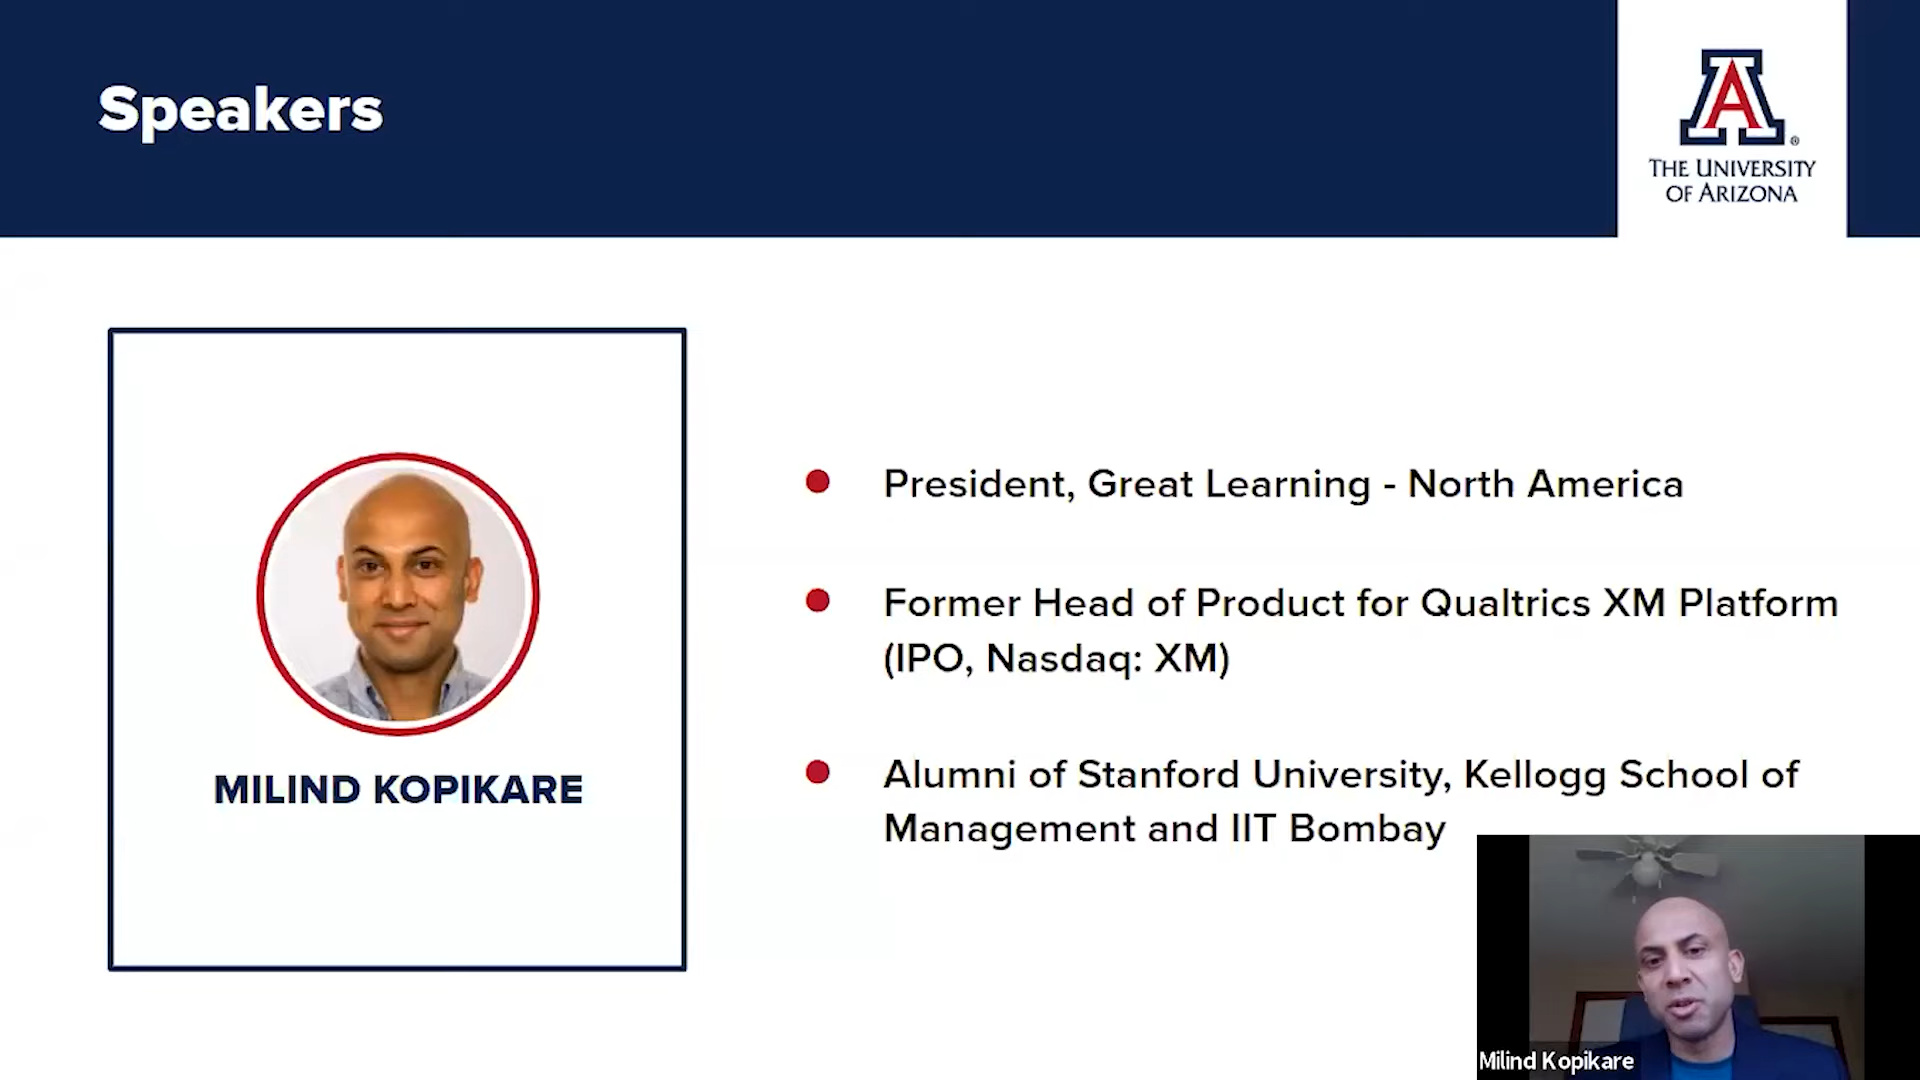 Speakers
A
®
THE UNIVERSITY
OF ARIZONA
MILIND KOPIKARE
President, Great Learning - North America
Former Head of Product for Qualtrics XM Platform
(IPO, Nasdaq: XM)
Alumni of Stanford University, Kellogg School of
Management and IIT Bombay
Milind Kopikare